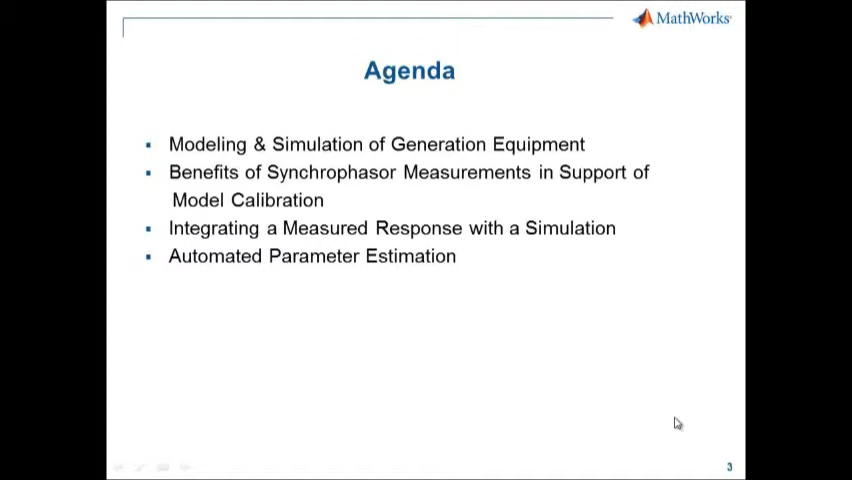 MathWorks
Agenda
▪ Modeling & Simulation of Generation Equipment
▪ Benefits of Synchrophasor Measurements in Support of
Model Calibration
▪ Integrating a Measured Response with a Simulation
▪ Automated Parameter Estimation
3